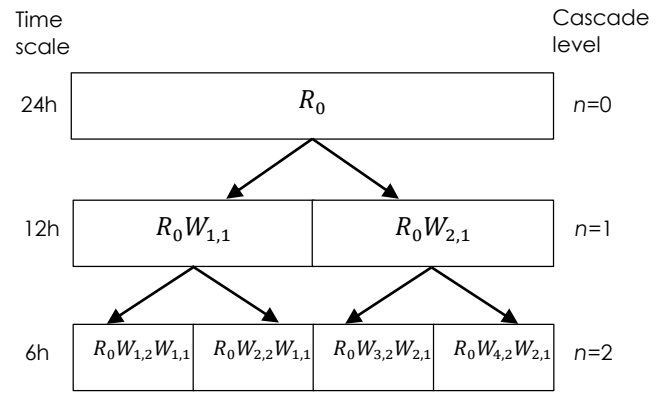 Time scale
Cascade level
24h R₀ n=0
12h R₀W₁,₁ R₀W₂,₁ n=1
6h R₀W₁,₂W₁,₁ R₀W₂,₂W₁,₁ R₀W₃,₂W₂,₁ R₀W₄,₂W₂,₁ n=2